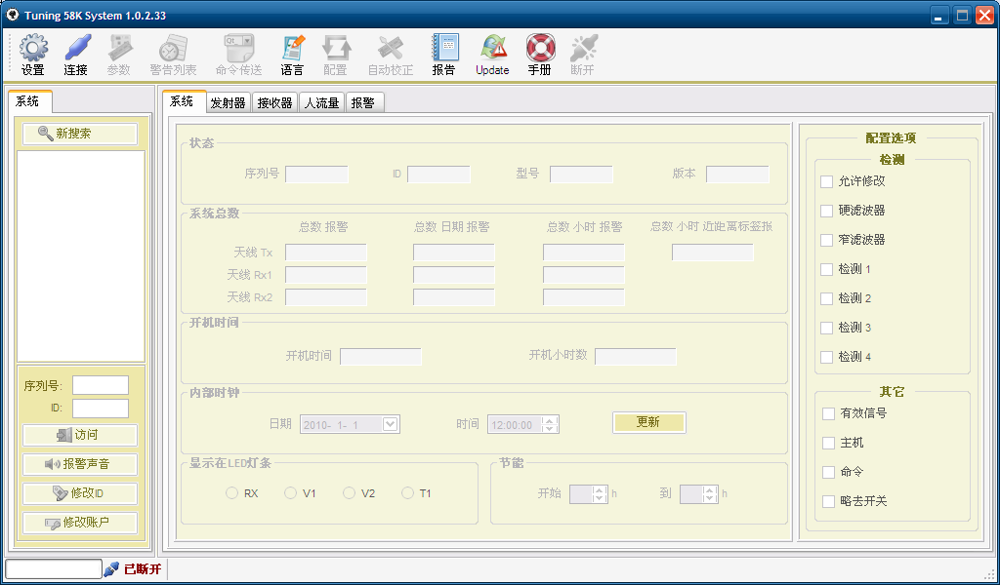 Tuning 58K System 1.0.2.33
设置 连接 参数 警告列表 命令传送 语言 配置 自动校正 报告 Update 手册 断开
系统
新搜索
序列号:
ID:
访问
报警声音
修改ID
修改账户
系统 发射器 接收器 人流量 报警
状态
序列号 ID 型号 版本
系统总数
总数 报警 总数 日期 报警 总数 小时 报警 总数 小时 近距离标签报
天线 Tx
天线 Rx1
天线 Rx2
开机时间
开机时间 开机小时数
内部时钟
日期 2010- 1- 1 时间 12:00:00 更新
显示在LED灯条
RX V1 V2 T1
节能
开始 h 到 h
配置选项
检测
允许修改
硬滤波器
窄滤波器
检测 1
检测 2
检测 3
检测 4
其它
有效信号
主机
命令
略去开关
已断开